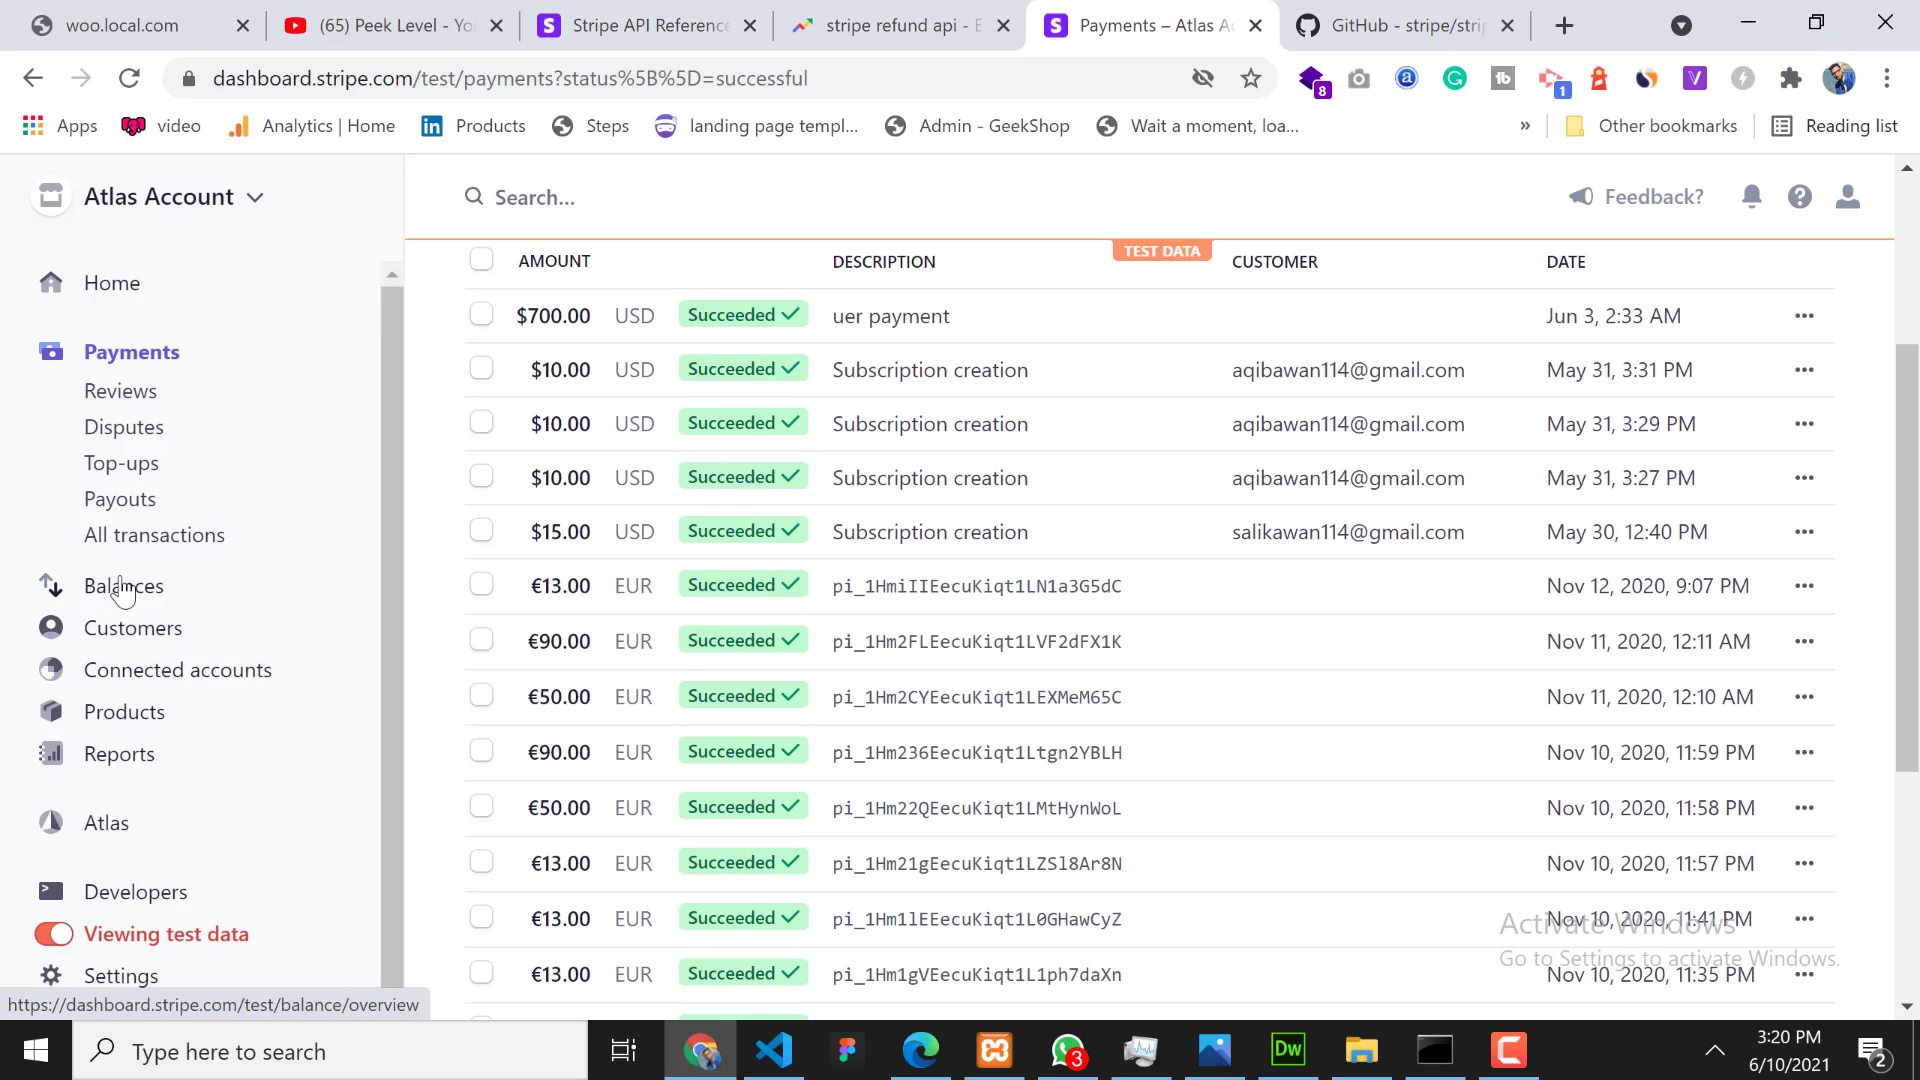 woo.local.com
(65) Peek Level - Yo
Stripe API Reference
stripe refund api - E
Payments – Atlas Ac
GitHub - stripe/strip
dashboard.stripe.com/test/payments?status%5B%5D=successful
8
1
Apps
video
Analytics | Home
Products
Steps
landing page templ...
Admin - GeekShop
Wait a moment, loa...
»
Other bookmarks
Reading list
Atlas Account
Search...
Feedback?
Home
Payments
Reviews
Disputes
Top-ups
Payouts
All transactions
Balances
Customers
Connected accounts
Products
Reports
Atlas
Developers
Viewing test data
Settings
https://dashboard.stripe.com/test/balance/overview
TEST DATA
AMOUNT DESCRIPTION CUSTOMER DATE
$700.00 USD Succeeded uer payment Jun 3, 2:33 AM
$10.00 USD Succeeded Subscription creation aqibawan114@gmail.com May 31, 3:31 PM
$10.00 USD Succeeded Subscription creation aqibawan114@gmail.com May 31, 3:29 PM
$10.00 USD Succeeded Subscription creation aqibawan114@gmail.com May 31, 3:27 PM
$15.00 USD Succeeded Subscription creation salikawan114@gmail.com May 30, 12:40 PM
€13.00 EUR Succeeded pi_1HmiIIEecuKiqt1LN1a3G5dC Nov 12, 2020, 9:07 PM
€90.00 EUR Succeeded pi_1Hm2FLEecuKiqt1LVF2dFX1K Nov 11, 2020, 12:11 AM
€50.00 EUR Succeeded pi_1Hm2CYEecuKiqt1LEXMeM65C Nov 11, 2020, 12:10 AM
€90.00 EUR Succeeded pi_1Hm236EecuKiqt1Ltgn2YBLH Nov 10, 2020, 11:59 PM
€50.00 EUR Succeeded pi_1Hm22QEecuKiqt1LMtHynWoL Nov 10, 2020, 11:58 PM
€13.00 EUR Succeeded pi_1Hm21gEecuKiqt1LZSl8Ar8N Nov 10, 2020, 11:57 PM
€13.00 EUR Succeeded pi_1Hm1lEEecuKiqt1L0GHawCyZ Nov 10, 2020, 11:41 PM
€13.00 EUR Succeeded pi_1Hm1gVEecuKiqt1L1ph7daXn Nov 10, 2020, 11:35 PM
Activate Windows
Go to Settings to activate Windows.
Type here to search
3
Dw
3:20 PM
6/10/2021
2